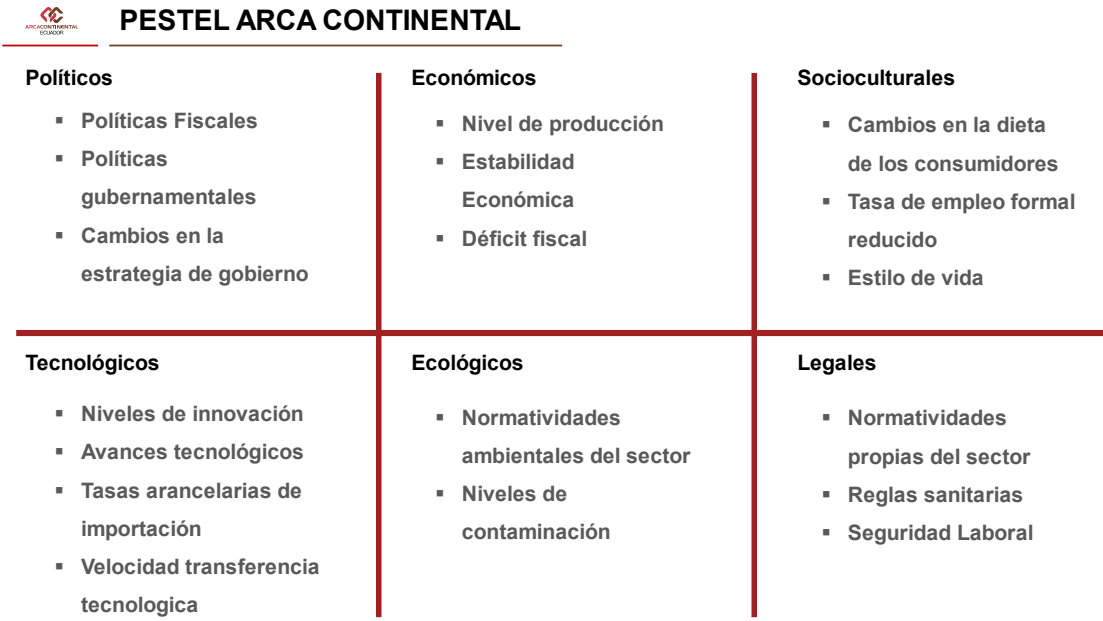 ARCACONTINENTAL
ECUADOR
PESTEL ARCA CONTINENTAL
Políticos
▪ Políticas Fiscales
▪ Políticas
gubernamentales
▪ Cambios en la
estrategia de gobierno
Económicos
▪ Nivel de producción
▪ Estabilidad
Económica
▪ Déficit fiscal
Socioculturales
▪ Cambios en la dieta
de los consumidores
▪ Tasa de empleo formal
reducido
▪ Estilo de vida
Tecnológicos
▪ Niveles de innovación
▪ Avances tecnológicos
▪ Tasas arancelarias de
importación
▪ Velocidad transferencia
tecnologica
Ecológicos
▪ Normatividades
ambientales del sector
▪ Niveles de
contaminación
Legales
▪ Normatividades
propias del sector
▪ Reglas sanitarias
▪ Seguridad Laboral